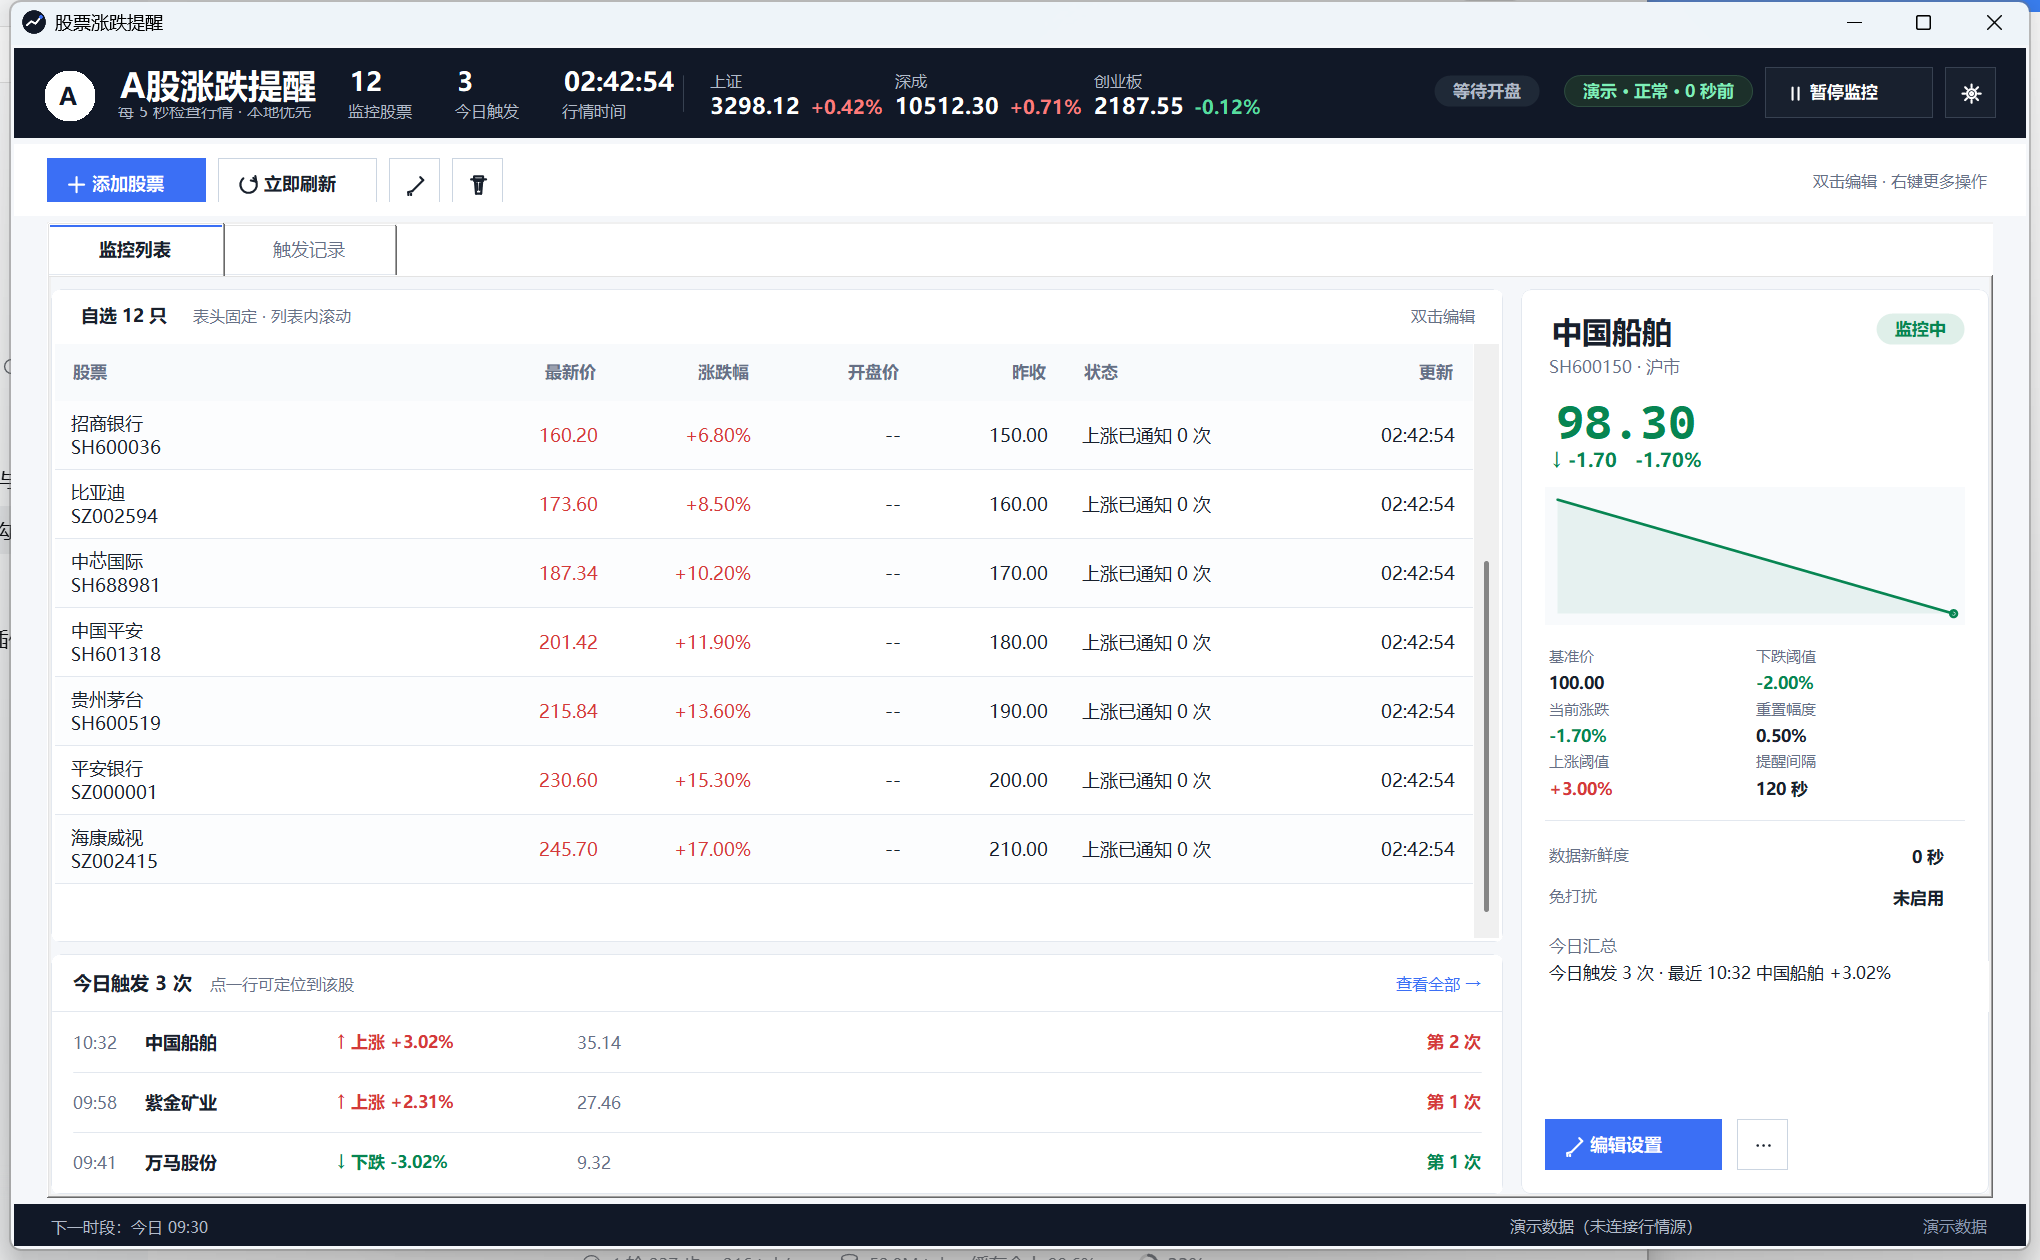 股票涨跌提醒
A
A股涨跌提醒
每 5 秒检查行情 · 本地优先
12
监控股票
3
今日触发
02:42:54
行情时间
上证
3298.12 +0.42%
深成
10512.30 +0.71%
创业板
2187.55 -0.12%
等待开盘
演示 • 正常 • 0 秒前
暂停监控
添加股票
立即刷新
双击编辑 · 右键更多操作
监控列表
触发记录
自选 12 只 表头固定 · 列表内滚动 双击编辑
股票 最新价 涨跌幅 开盘价 昨收 状态 更新
招商银行
SH600036 160.20 +6.80% -- 150.00 上涨已通知 0 次 02:42:54
比亚迪
SZ002594 173.60 +8.50% -- 160.00 上涨已通知 0 次 02:42:54
中芯国际
SH688981 187.34 +10.20% -- 170.00 上涨已通知 0 次 02:42:54
中国平安
SH601318 201.42 +11.90% -- 180.00 上涨已通知 0 次 02:42:54
贵州茅台
SH600519 215.84 +13.60% -- 190.00 上涨已通知 0 次 02:42:54
平安银行
SZ000001 230.60 +15.30% -- 200.00 上涨已通知 0 次 02:42:54
海康威视
SZ002415 245.70 +17.00% -- 210.00 上涨已通知 0 次 02:42:54
今日触发 3 次 点一行可定位到该股 查看全部 →
10:32 中国船舶 ↑ 上涨 +3.02% 35.14 第 2 次
09:58 紫金矿业 ↑ 上涨 +2.31% 27.46 第 1 次
09:41 万马股份 ↓ 下跌 -3.02% 9.32 第 1 次
中国船舶 监控中
SH600150 · 沪市
98.30
↓ -1.70 -1.70%
基准价 下跌阈值
100.00 -2.00%
当前涨跌 重置幅度
-1.70% 0.50%
上涨阈值 提醒间隔
+3.00% 120 秒
数据新鲜度 0 秒
免打扰 未启用
今日汇总
今日触发 3 次 · 最近 10:32 中国船舶 +3.02%
编辑设置 ...
下一时段：今日 09:30 演示数据（未连接行情源） 演示数据